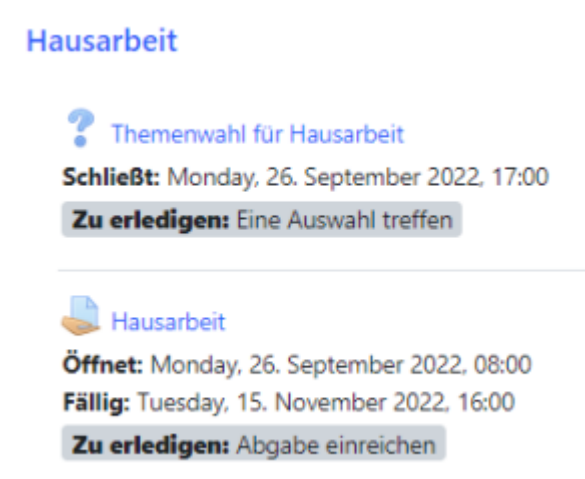 Hausarbeit
Themenwahl für Hausarbeit
Schließt: Monday, 26. September 2022, 17:00
Zu erledigen: Eine Auswahl treffen
Hausarbeit
Öffnet: Monday, 26. September 2022, 08:00
Fällig: Tuesday, 15. November 2022, 16:00
Zu erledigen: Abgabe einreichen